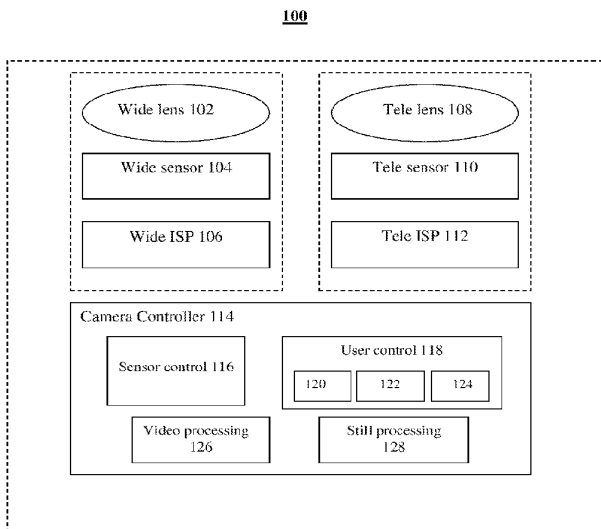 100
Wide lens 102
Tele lens 108
Wide sensor 104
Tele sensor 110
Wide ISP 106
Tele ISP 112
Camera Controller 114
Sensor control 116
User control 118
120
122
124
Video processing
126
Still processing
128